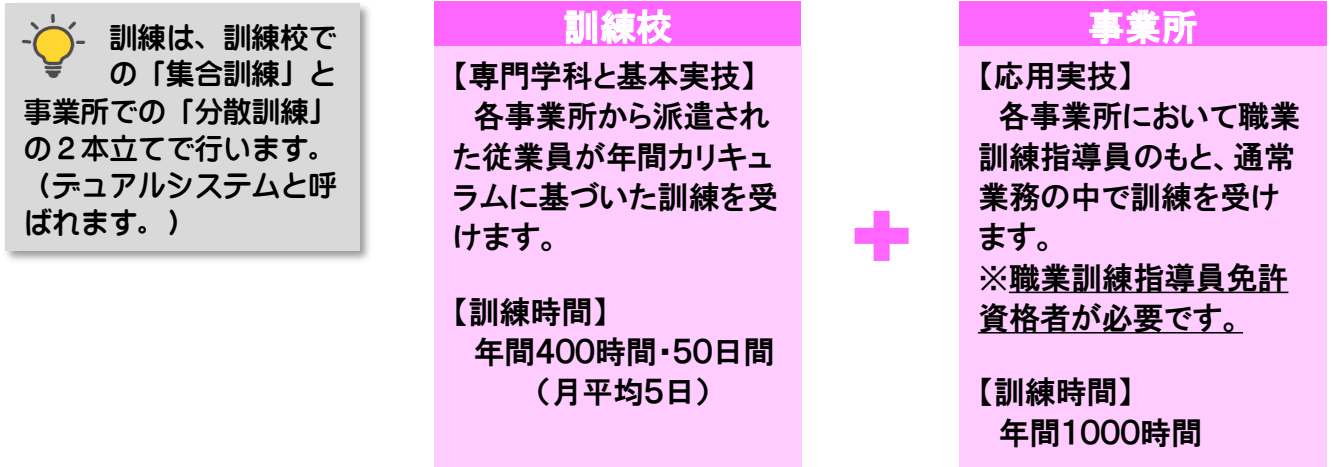 訓練は、訓練校で
の「集合訓練」と
事業所での「分散訓練」
の２本立てで行います。
（デュアルシステムと呼
ばれます。）
訓練校
【専門学科と基本実技】
各事業所から派遣され
た従業員が年間カリキュ
ラムに基づいた訓練を受
けます。
【訓練時間】
年間400時間・50日間
（月平均5日）
事業所
【応用実技】
各事業所において職業
訓練指導員のもと、通常
業務の中で訓練を受け
ます。
※職業訓練指導員免許
資格者が必要です。
【訓練時間】
年間1000時間